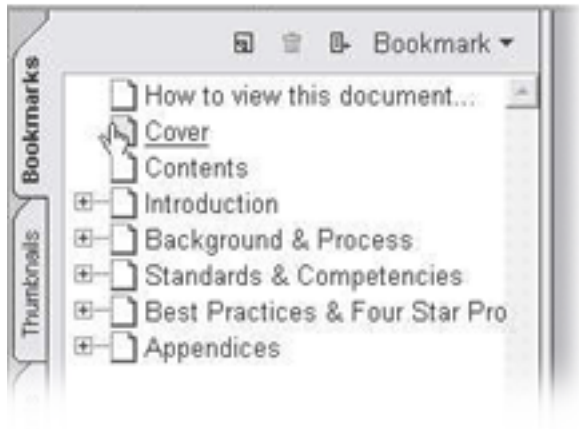 Bookmark
Bookmarks
Thumbnails
How to view this document...
Cover
Contents
Introduction
Background & Process
Standards & Competencies
Best Practices & Four Star Pro
Appendices